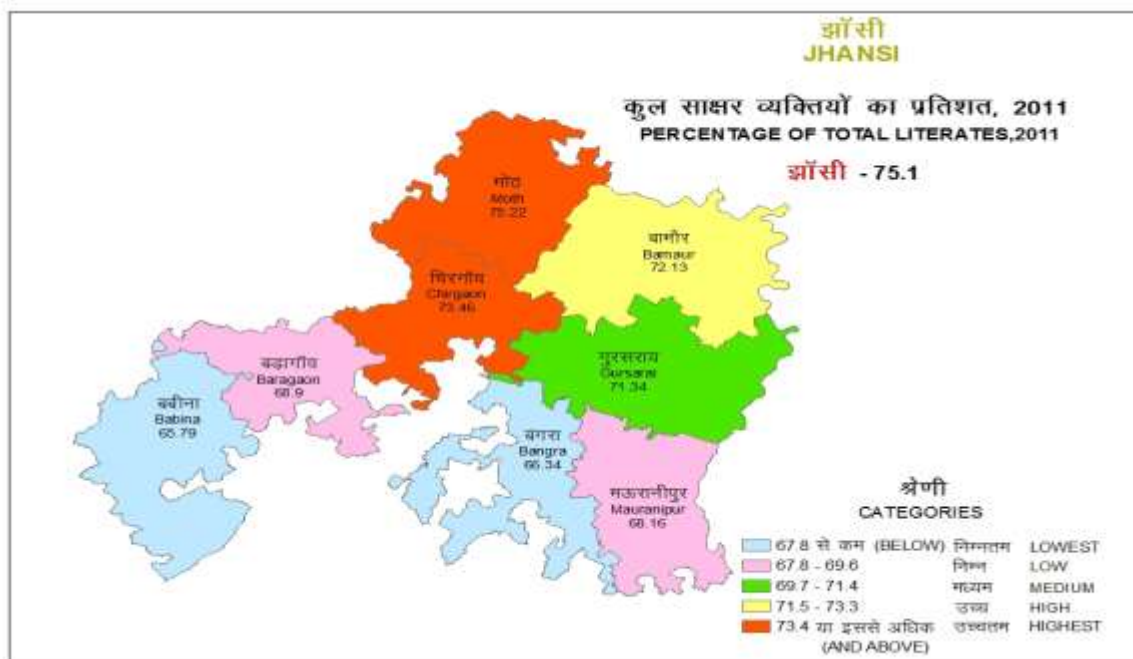 झाँसी
JHANSI
कुल साक्षर व्यक्तियों का प्रतिशत, 2011
PERCENTAGE OF TOTAL LITERATES,2011
झाँसी - 75.1
मोठ
Moth
75.22
बामौर
Bamaur
72.13
चिरगाँव
Chirgaon
73.46
गुरसराय
Gursarai
71.34
बड़ागाँव
Baragaon
68.9
बबीना
Babina
65.79
बंगरा
Bangra
66.34
मऊरानीपुर
Mauranipur
68.16
श्रेणी
CATEGORIES
67.8 से कम (BELOW) निम्नतम LOWEST
67.8 - 69.6 निम्न LOW
69.7 - 71.4 मध्यम MEDIUM
71.5 - 73.3 उच्च HIGH
73.4 या इससे अधिक उच्चतम HIGHEST
(AND ABOVE)